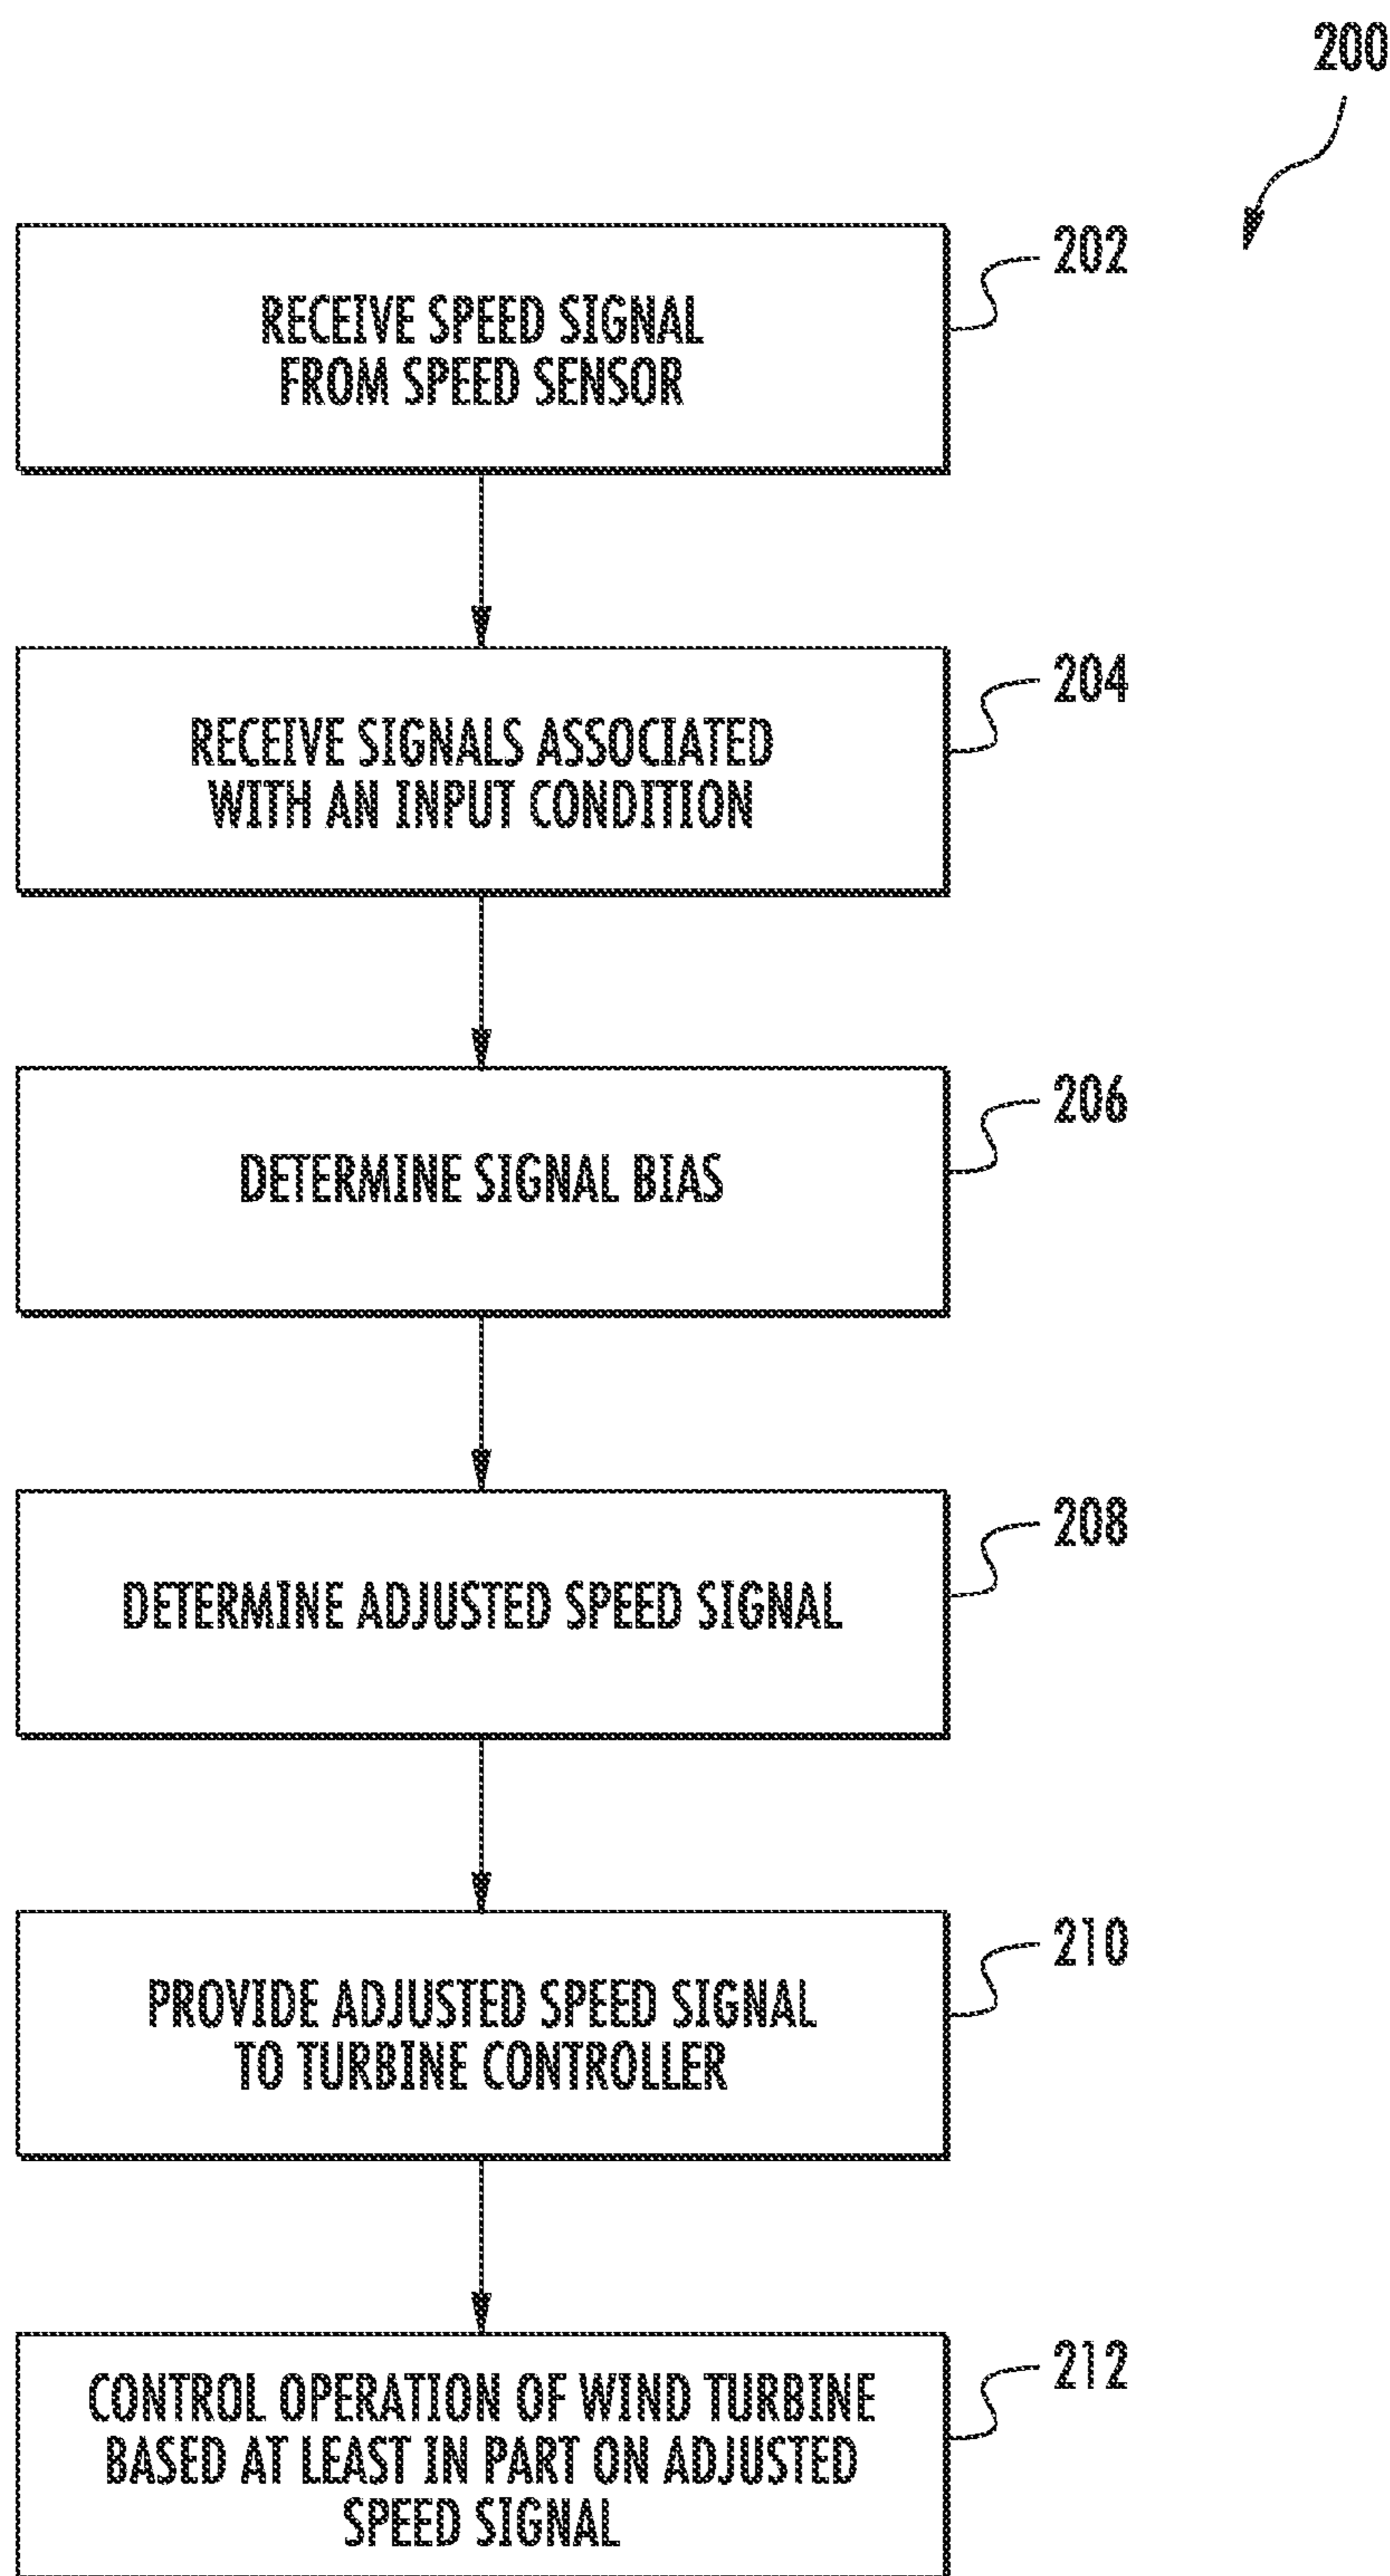 200
202
RECEIVE SPEED SIGNAL
FROM SPEED SENSOR
204
RECEIVE SIGNALS ASSOCIATED
WITH AN INPUT CONDITION
206
DETERMINE SIGNAL BIAS
208
DETERMINE ADJUSTED SPEED SIGNAL
210
PROVIDE ADJUSTED SPEED SIGNAL
TO TURBINE CONTROLLER
212
CONTROL OPERATION OF WIND TURBINE
BASED AT LEAST IN PART ON ADJUSTED
SPEED SIGNAL